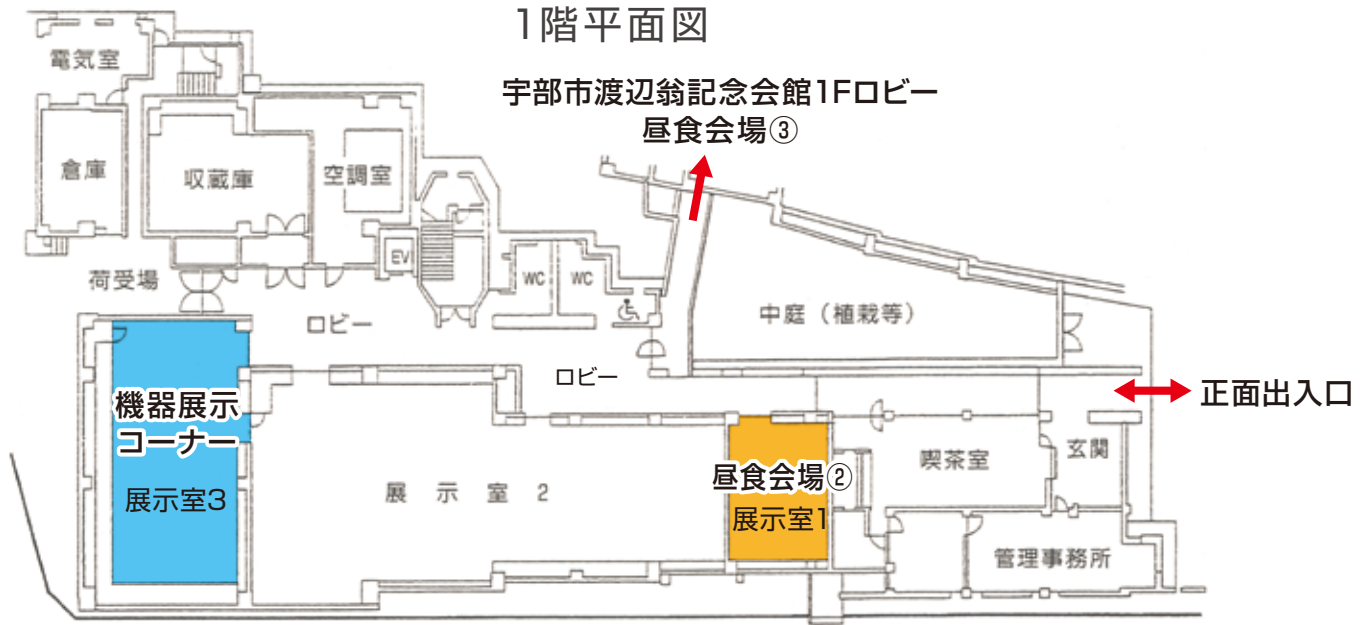 1階平面図
宇部市渡辺翁記念会館1Fロビー
昼食会場③
電気室
倉庫
収蔵庫
空調室
EV
WC
WC
荷受場
ロビー
中庭（植栽等）
ロビー
正面出入口
機器展示
コーナー
展示室3
展示室2
昼食会場②
展示室1
喫茶室
玄関
管理事務所